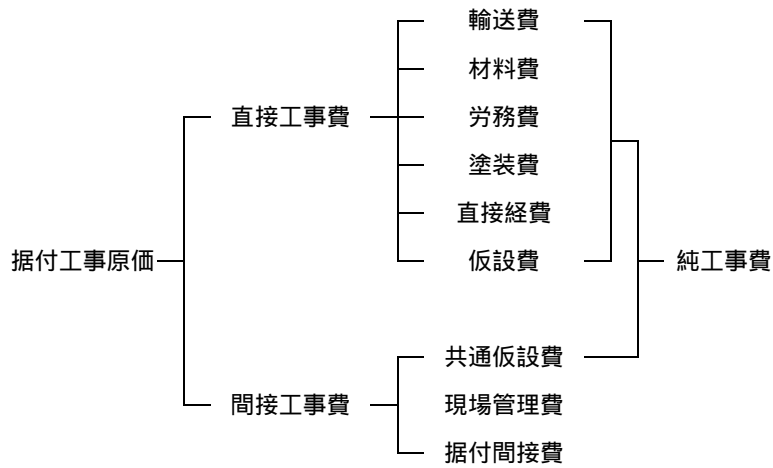 輸送費
材料費
直接工事費
労務費
塗装費
直接経費
据付工事原価
仮設費
純工事費
共通仮設費
間接工事費
現場管理費
据付間接費